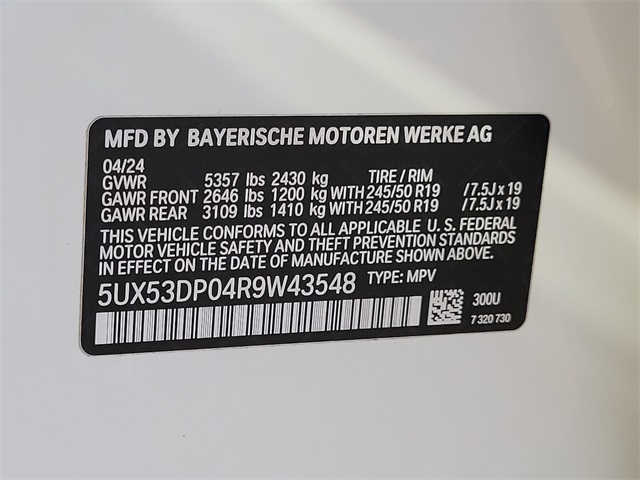 MFD BY BAYERISCHE MOTOREN WERKE AG
04/24
GVWR 5357 lbs 2430 kg TIRE / RIM
GAWR FRONT 2646 lbs 1200 kg WITH 245/50 R19 /7.5J x 19
GAWR REAR 3109 lbs 1410 kg WITH 245/50 R19 /7.5J x 19
THIS VEHICLE CONFORMS TO ALL APPLICABLE U. S. FEDERAL
MOTOR VEHICLE SAFETY AND THEFT PREVENTION STANDARDS
IN EFFECT ON THE DATE OF MANUFACTURE SHOWN ABOVE.
5UX53DP04R9W43548 TYPE: MPV
300U
7 320 730